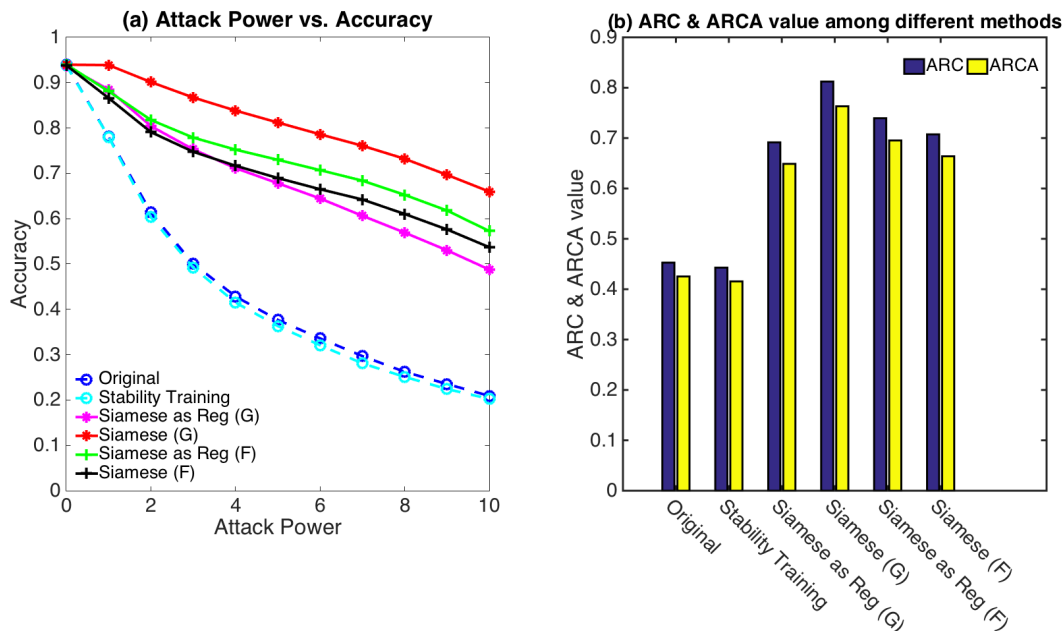 (a) Attack Power vs. Accuracy
1
0.9
0.8
0.7
0.6
0.5
0.4
0.3
0.2
0.1
0
Accuracy
Original
Stability Training
Siamese as Reg (G)
Siamese (G)
Siamese as Reg (F)
Siamese (F)
0 2 4 6 8 10
Attack Power
(b) ARC & ARCA value among different methods
0.9
0.8
0.7
0.6
0.5
0.4
0.3
0.2
0.1
0
ARC & ARCA value
ARC ARCA
Original
Stability Training
Siamese as Reg (G)
Siamese (G)
Siamese as Reg (F)
Siamese (F)